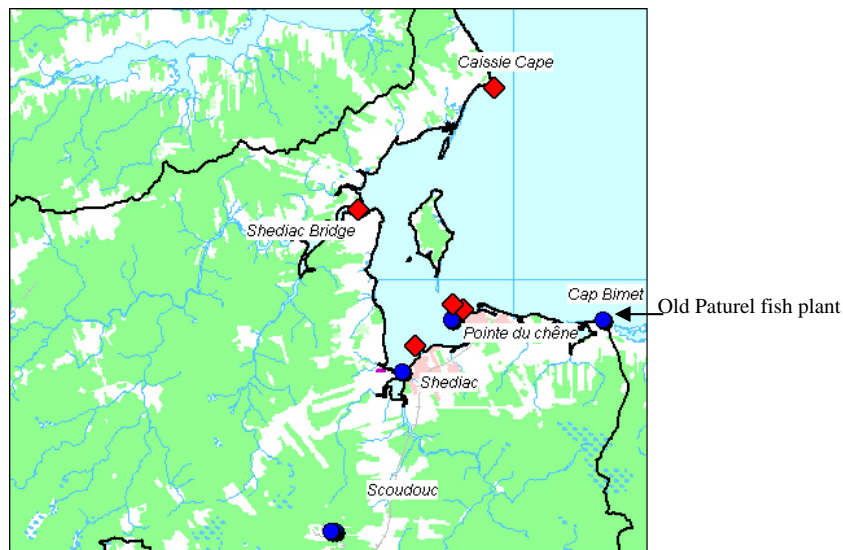 Caissie Cape
Shediac Bridge
Cap Bimet
Old Paturel fish plant
Pointe du chêne
Shediac
Scoudouc